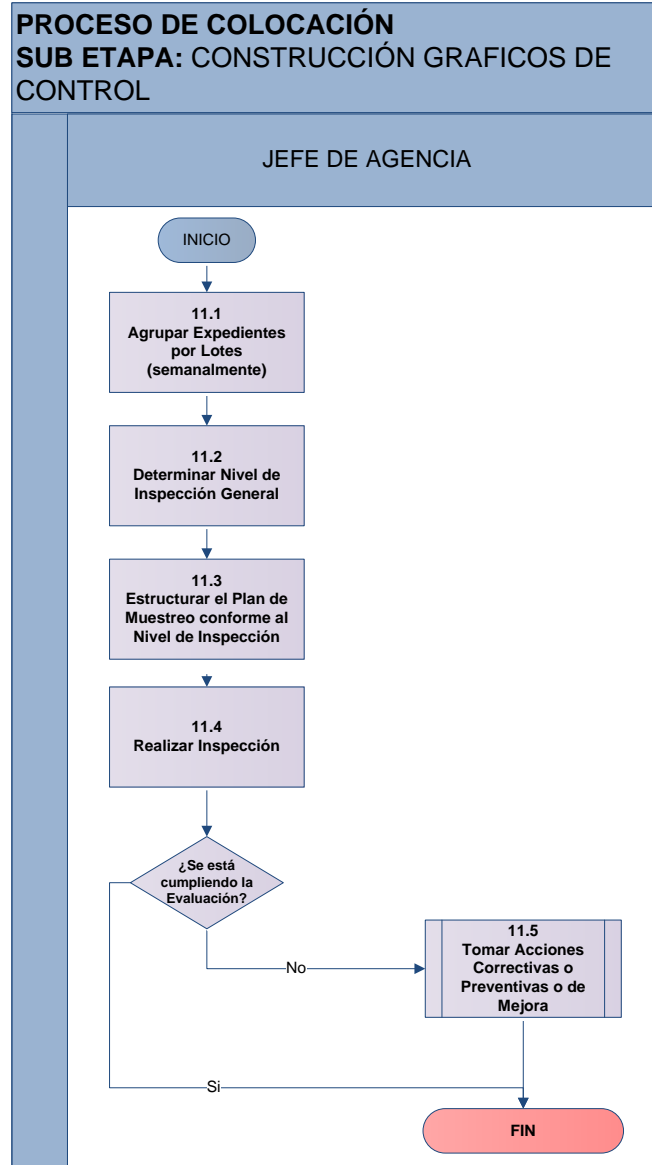 PROCESO DE COLOCACIÓN
SUB ETAPA: CONSTRUCCIÓN GRAFICOS DE
CONTROL
JEFE DE AGENCIA
INICIO
11.1
Agrupar Expedientes
por Lotes
(semanalmente)
11.2
Determinar Nivel de
Inspección General
11.3
Estructurar el Plan de
Muestreo conforme al
Nivel de Inspección
11.4
Realizar Inspección
¿Se está
cumpliendo la
Evaluación?
No
11.5
Tomar Acciones
Correctivas o
Preventivas o de
Mejora
Si
FIN